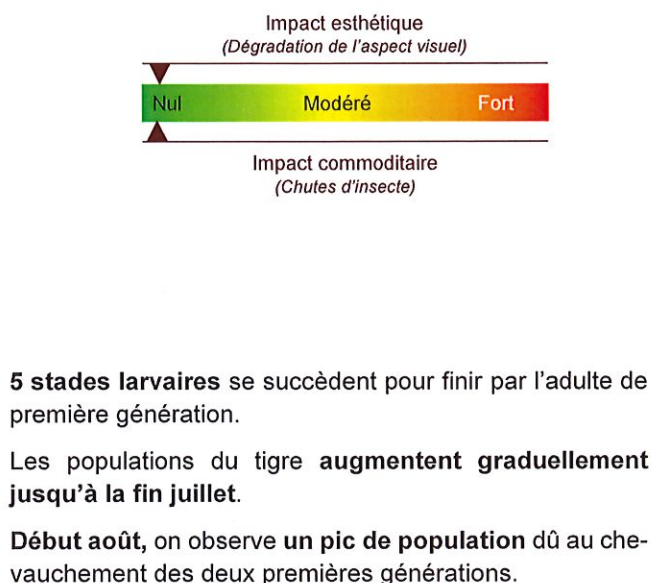 Impact esthétique
(Dégradation de l'aspect visuel)
Nul Modéré Fort
Impact commoditaire
(Chutes d'insecte)
5 stades larvaires se succèdent pour finir par l'adulte de
première génération.
Les populations du tigre augmentent graduellement
jusqu'à la fin juillet.
Début août, on observe un pic de population dû au che-
vauchement des deux premières générations.